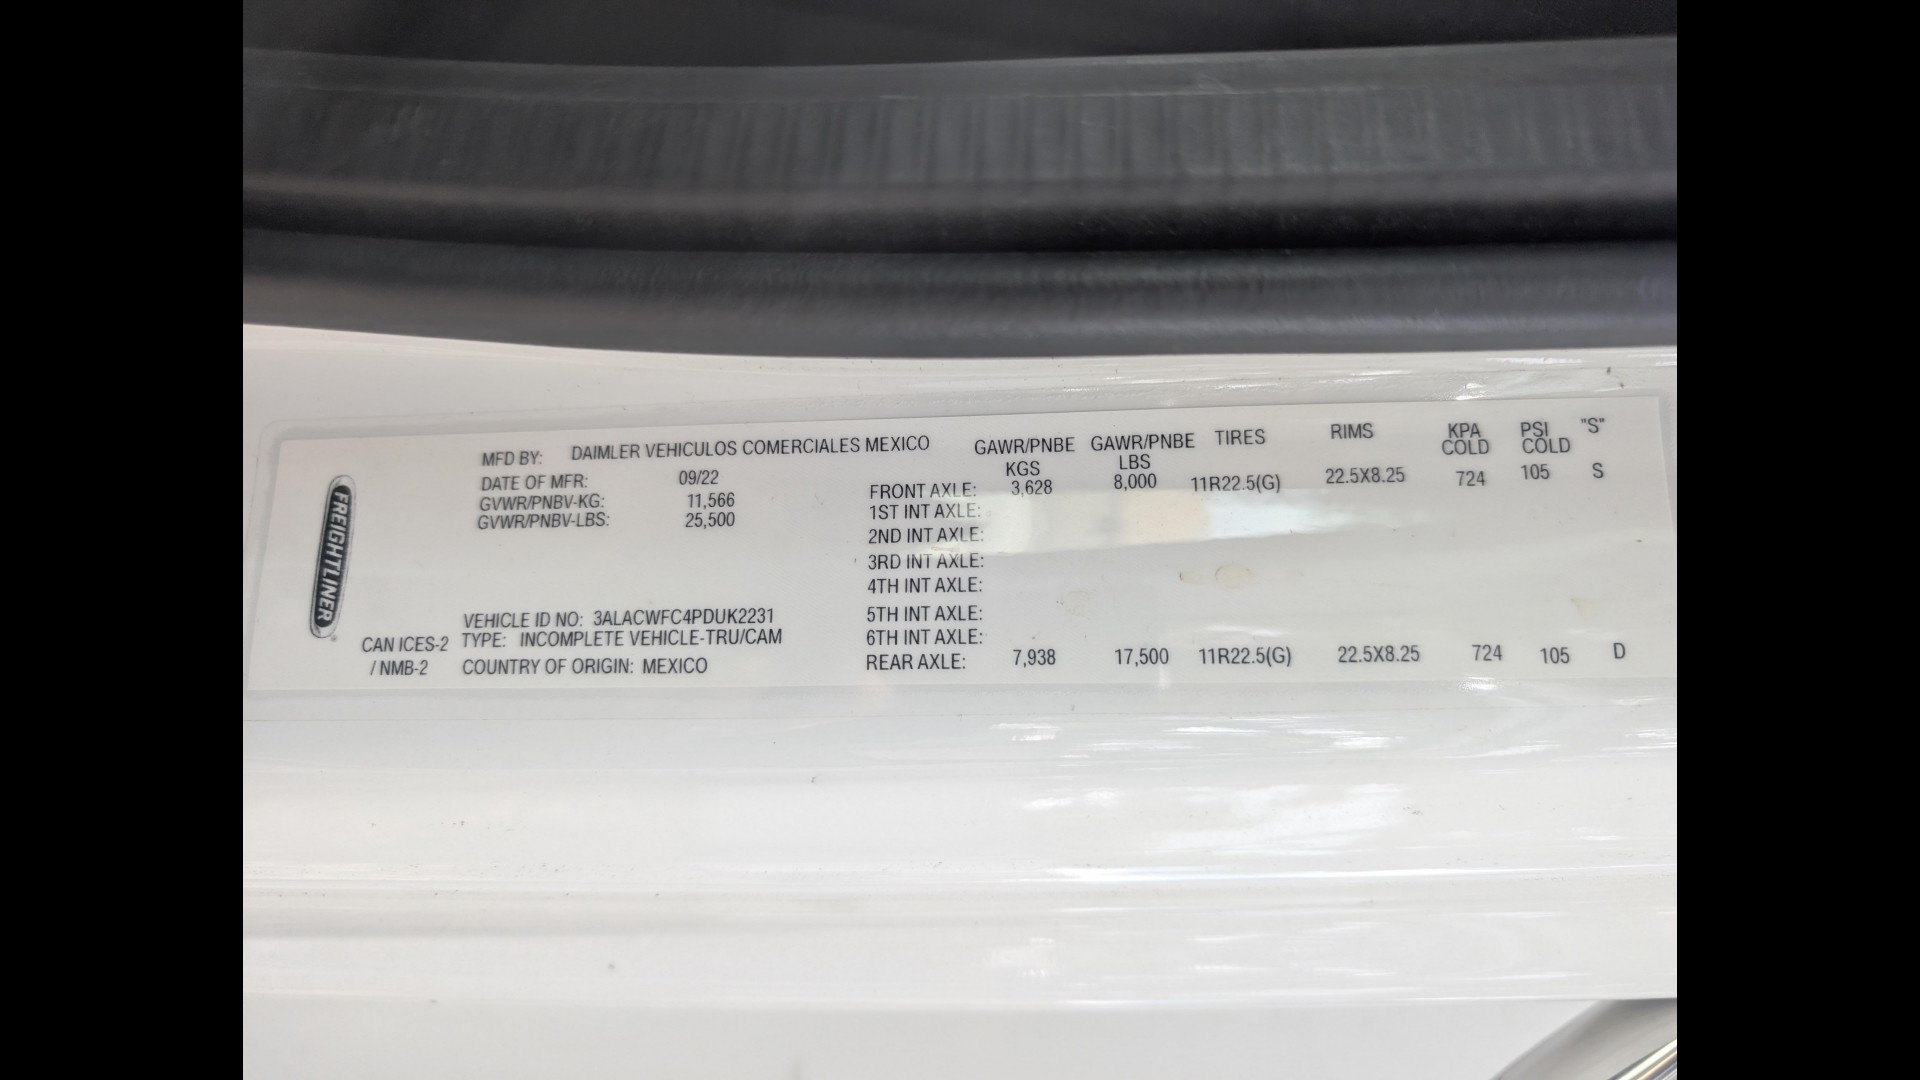 FREIGHTLINER
MFD BY: DAIMLER VEHICULOS COMERCIALES MEXICO
DATE OF MFR: 09/22
GVWR/PNBV-KG: 11,566
GVWR/PNBV-LBS: 25,500
VEHICLE ID NO: 3ALACWFC4PDUK2231
CAN ICES-2 TYPE: INCOMPLETE VEHICLE-TRU/CAM
/ NMB-2 COUNTRY OF ORIGIN: MEXICO
GAWR/PNBE GAWR/PNBE TIRES RIMS KPA PSI "S"
KGS LBS COLD COLD
FRONT AXLE: 3,628 8,000 11R22.5(G) 22.5X8.25 724 105 S
1ST INT AXLE:
2ND INT AXLE:
3RD INT AXLE:
4TH INT AXLE:
5TH INT AXLE:
6TH INT AXLE:
REAR AXLE: 7,938 17,500 11R22.5(G) 22.5X8.25 724 105 D